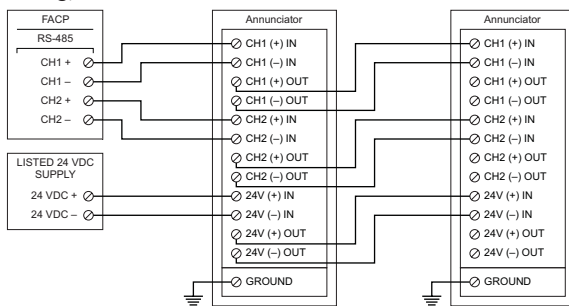 FACP
RS-485
CH1 +
CH1 –
CH2 +
CH2 –
LISTED 24 VDC
SUPPLY
24 VDC +
24 VDC –
Annunciator
CH1 (+) IN
CH1 (–) IN
CH1 (+) OUT
CH1 (–) OUT
CH2 (+) IN
CH2 (–) IN
CH2 (+) OUT
CH2 (–) OUT
24V (+) IN
24V (–) IN
24V (+) OUT
24V (–) OUT
GROUND
Annunciator
CH1 (+) IN
CH1 (–) IN
CH1 (+) OUT
CH1 (–) OUT
CH2 (+) IN
CH2 (–) IN
CH2 (+) OUT
CH2 (–) OUT
24V (+) IN
24V (–) IN
24V (+) OUT
24V (–) OUT
GROUND